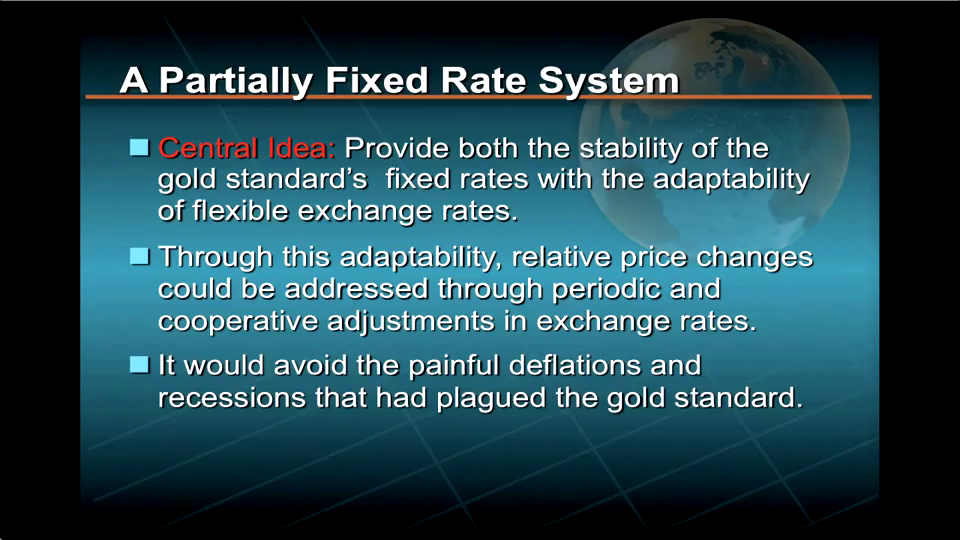 A Partially Fixed Rate System
Central Idea: Provide both the stability of the
gold standard’s fixed rates with the adaptability
of flexible exchange rates.
Through this adaptability, relative price changes
could be addressed through periodic and
cooperative adjustments in exchange rates.
It would avoid the painful deflations and
recessions that had plagued the gold standard.